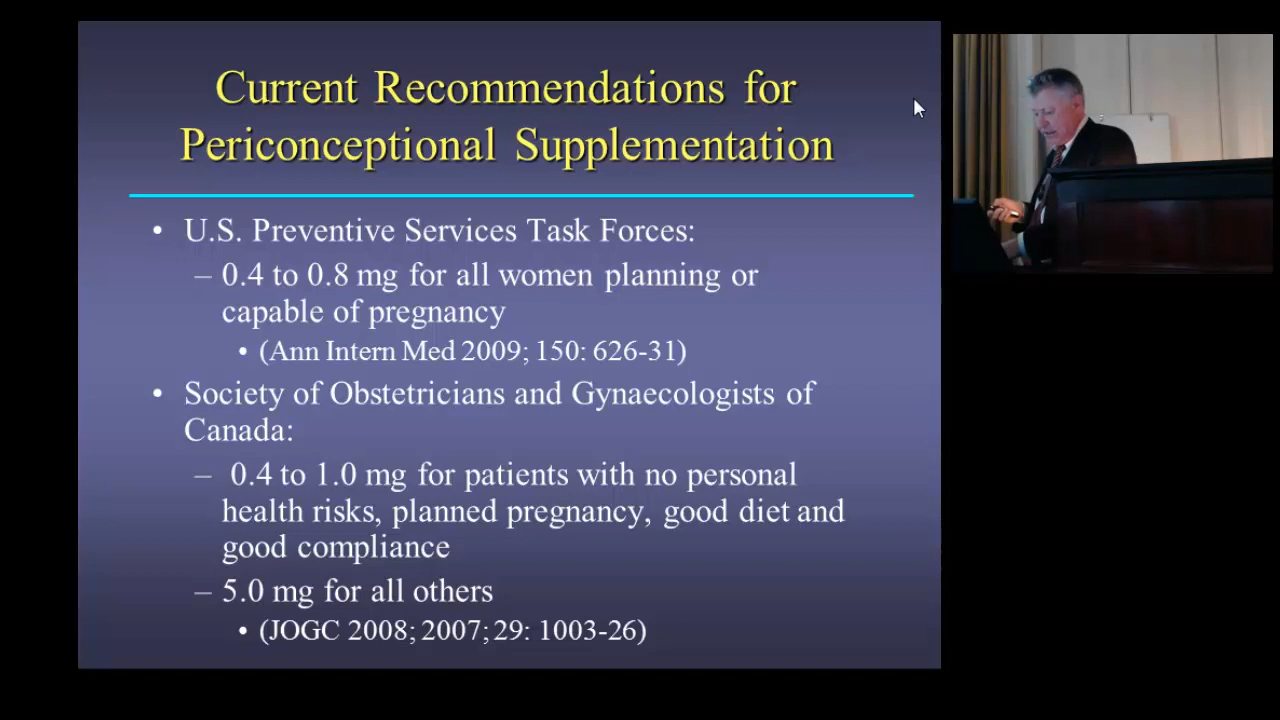 Current Recommendations for
Periconceptional Supplementation
• U.S. Preventive Services Task Forces:
– 0.4 to 0.8 mg for all women planning or
capable of pregnancy
• (Ann Intern Med 2009; 150: 626-31)
• Society of Obstetricians and Gynaecologists of
Canada:
– 0.4 to 1.0 mg for patients with no personal
health risks, planned pregnancy, good diet and
good compliance
– 5.0 mg for all others
• (JOGC 2008; 2007; 29: 1003-26)